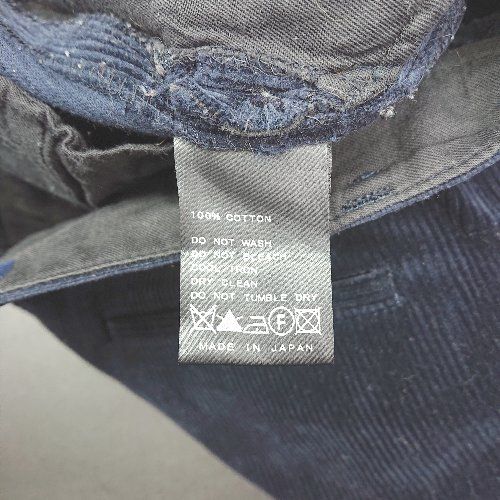 100% COTTON
DO NOT WASH
DO NOT BLEACH
COOL IRON
DRY CLEAN
DO NOT TUMBLE DRY
F
MADE IN JAPAN